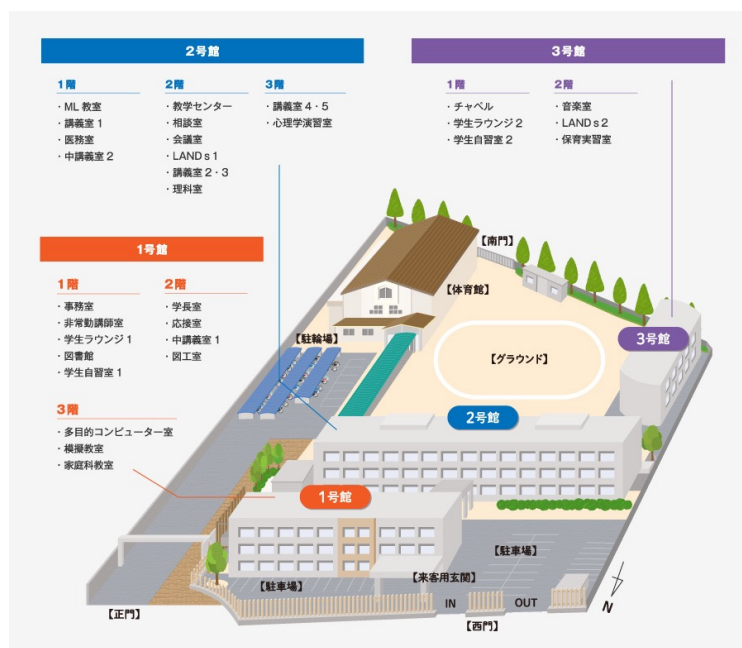 2号館
1階
・ML 教室
・講義室 1
・医務室
・中講義室 2
2階
・教学センター
・相談室
・会議室
・LAND s 1
・講義室 2・3
・理科室
3階
・講義室 4・5
・心理学演習室
3号館
1階
・チャペル
・学生ラウンジ 2
・学生自習室 2
2階
・音楽室
・LAND s 2
・保育実習室
1号館
1階
・事務室
・非常勤講師室
・学生ラウンジ 1
・図書館
・学生自習室 1
2階
・学長室
・応接室
・中講義室 1
・図工室
3階
・多目的コンピューター室
・模擬教室
・家庭科教室
【南門】
【体育館】
【駐輪場】
【グラウンド】
3号館
2号館
1号館
【駐車場】
【駐車場】
【来客用玄関】
IN
OUT
【正門】
【西門】
N